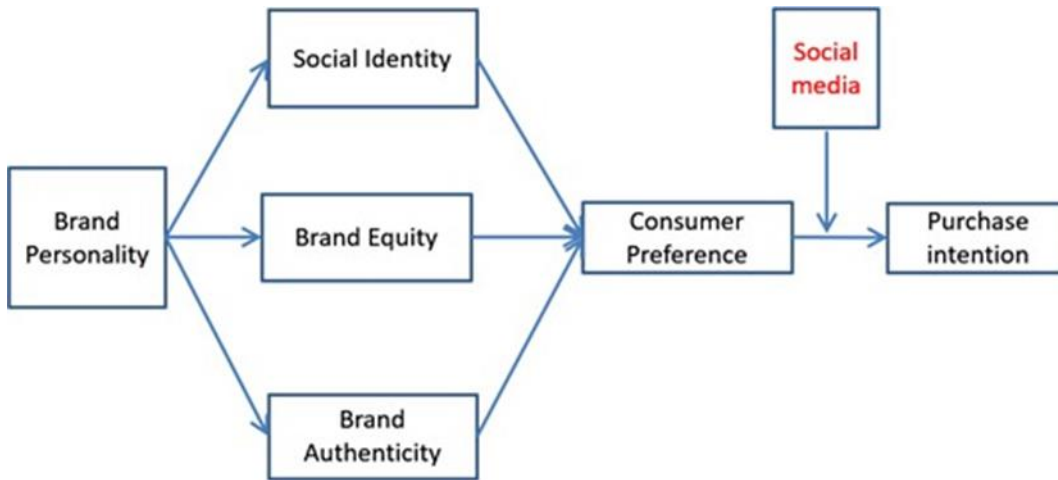 Social Identity
Social
media
Brand
Personality
Brand Equity
Consumer
Preference
Purchase
intention
Brand
Authenticity